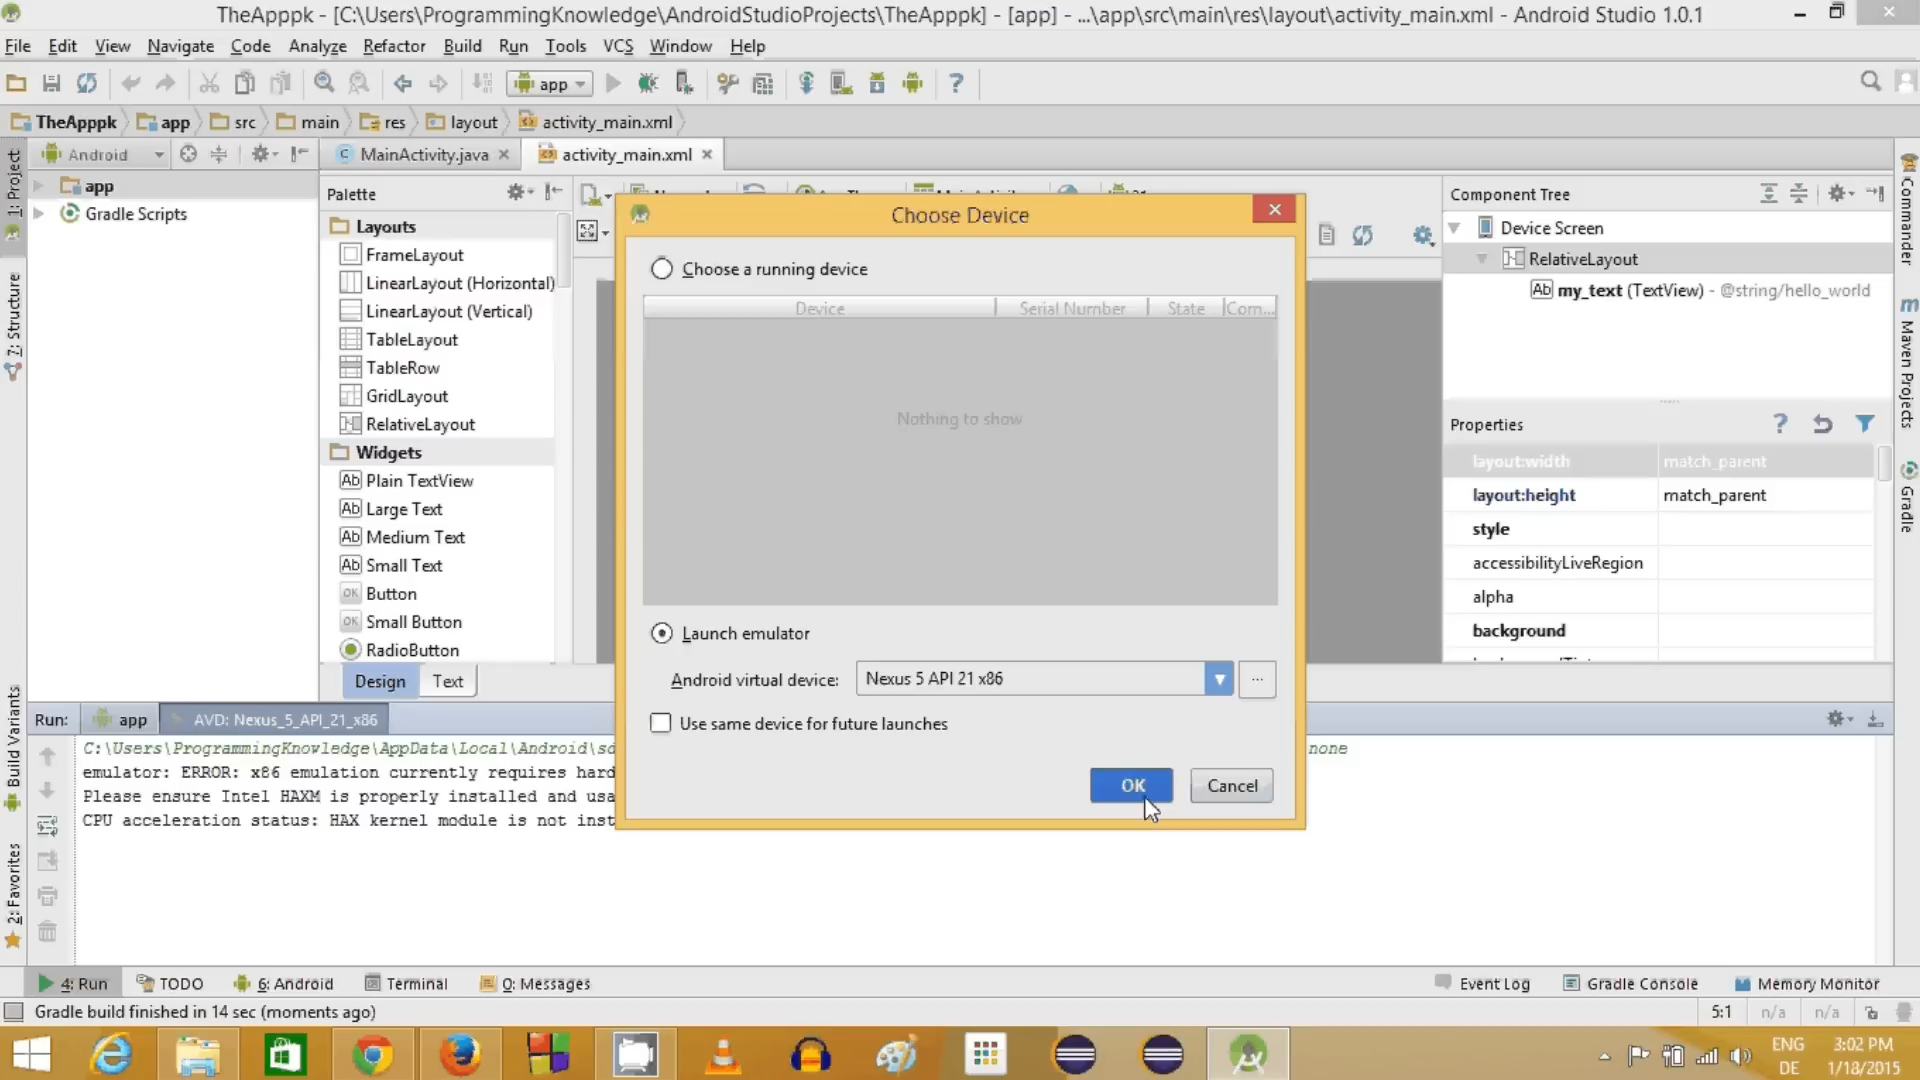 TheApppk - [C:\Users\ProgrammingKnowledge\AndroidStudioProjects\TheApppk] - [app] - ...\app\src\main\res\layout\activity_main.xml - Android Studio 1.0.1
File Edit View Navigate Code Analyze Refactor Build Run Tools VCS Window Help
app
TheApppk app src main res layout activity_main.xml
Android MainActivity.java activity_main.xml
1: Project
7: Structure
Build Variants
2: Favorites
app
Gradle Scripts
Palette
Layouts
FrameLayout
LinearLayout (Horizontal)
LinearLayout (Vertical)
TableLayout
TableRow
GridLayout
RelativeLayout
Widgets
Plain TextView
Large Text
Medium Text
Small Text
Button
Small Button
RadioButton
Design Text
Choose Device
Choose a running device
Device Serial Number State Com...
Nothing to show
Launch emulator
Android virtual device: Nexus 5 API 21 x86 ...
Use same device for future launches
OK Cancel
Component Tree
Device Screen
RelativeLayout
my_text (TextView) - @string/hello_world
Properties
layout:width match_parent
layout:height match_parent
style
accessibilityLiveRegion
alpha
background
Commander
Maven Projects
Gradle
Run: app AVD: Nexus_5_API_21_x86
C:\Users\ProgrammingKnowledge\AppData\Local\Android\sd none
emulator: ERROR: x86 emulation currently requires hard
Please ensure Intel HAXM is properly installed and usa
CPU acceleration status: HAX kernel module is not inst
4: Run TODO 6: Android Terminal 0: Messages Event Log Gradle Console Memory Monitor
Gradle build finished in 14 sec (moments ago) 5:1 n/a n/a
ENG 3:02 PM
DE 1/18/2015